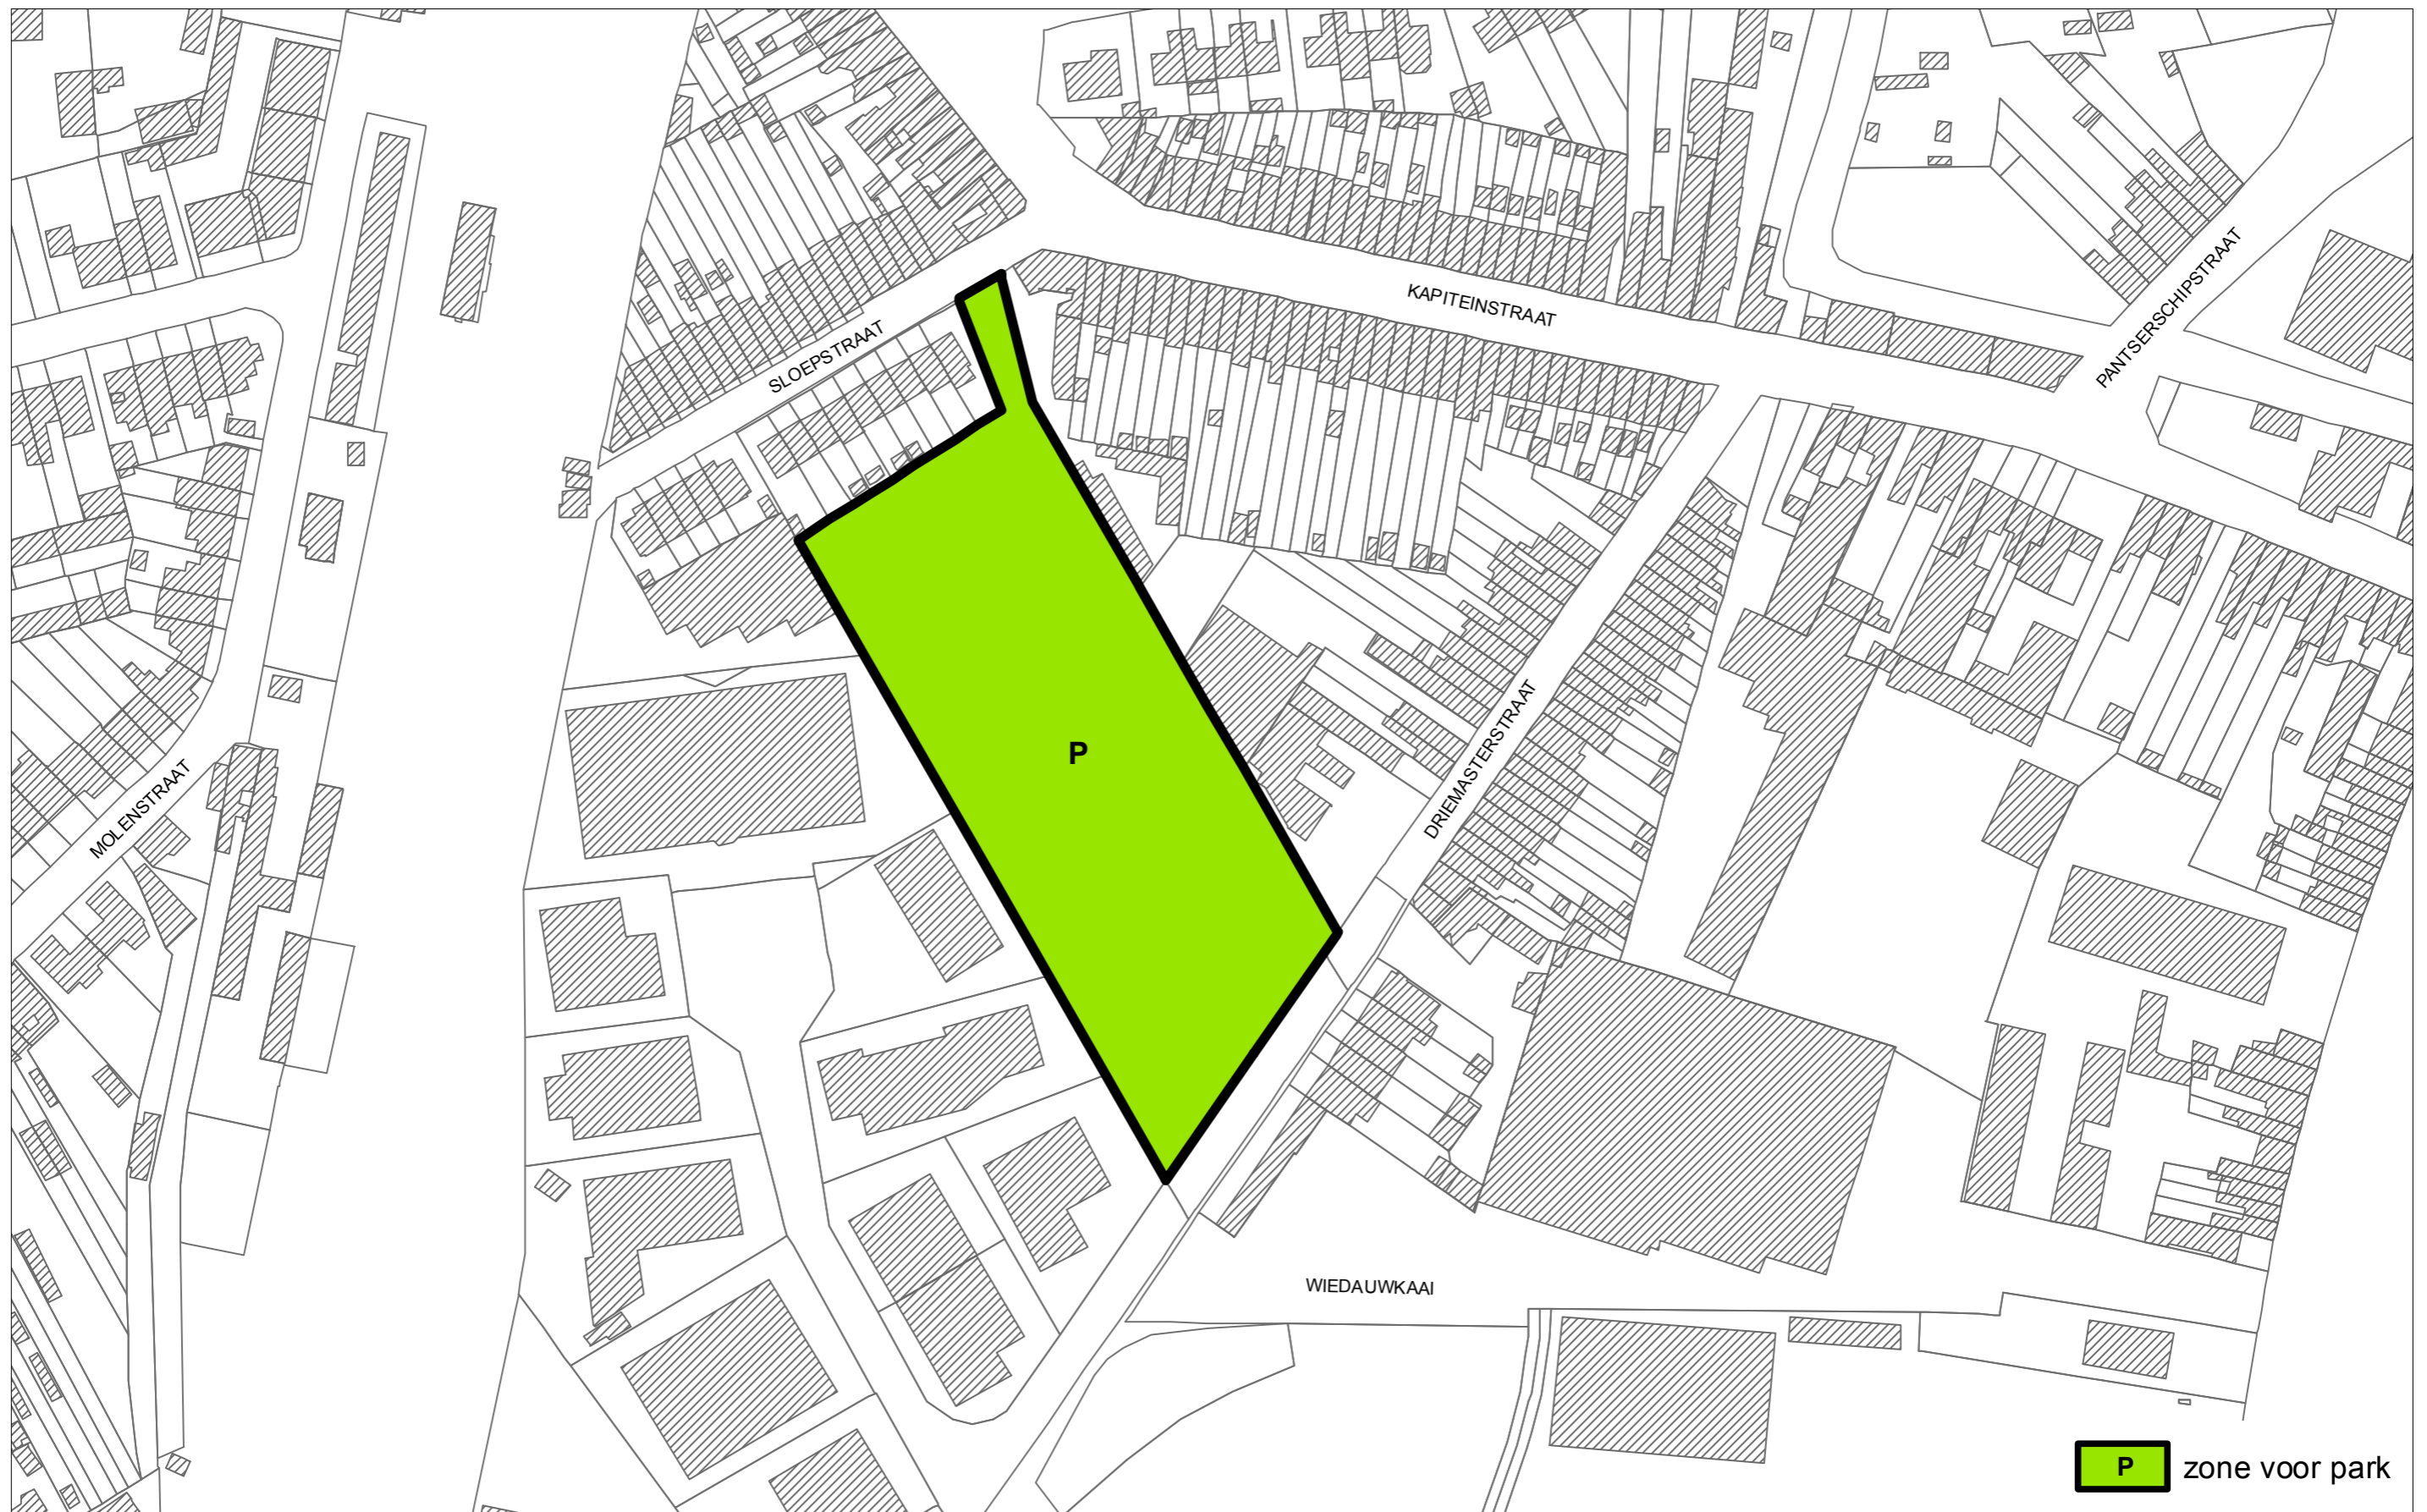 PANTSERSCHIPSTRAAT
KAPITEINSTRAAT
SLOEPSTRAAT
DRIEMASTERSTRAAT
P
MOLENSTRAAT
WIEDAUWKAAI
P zone voor park